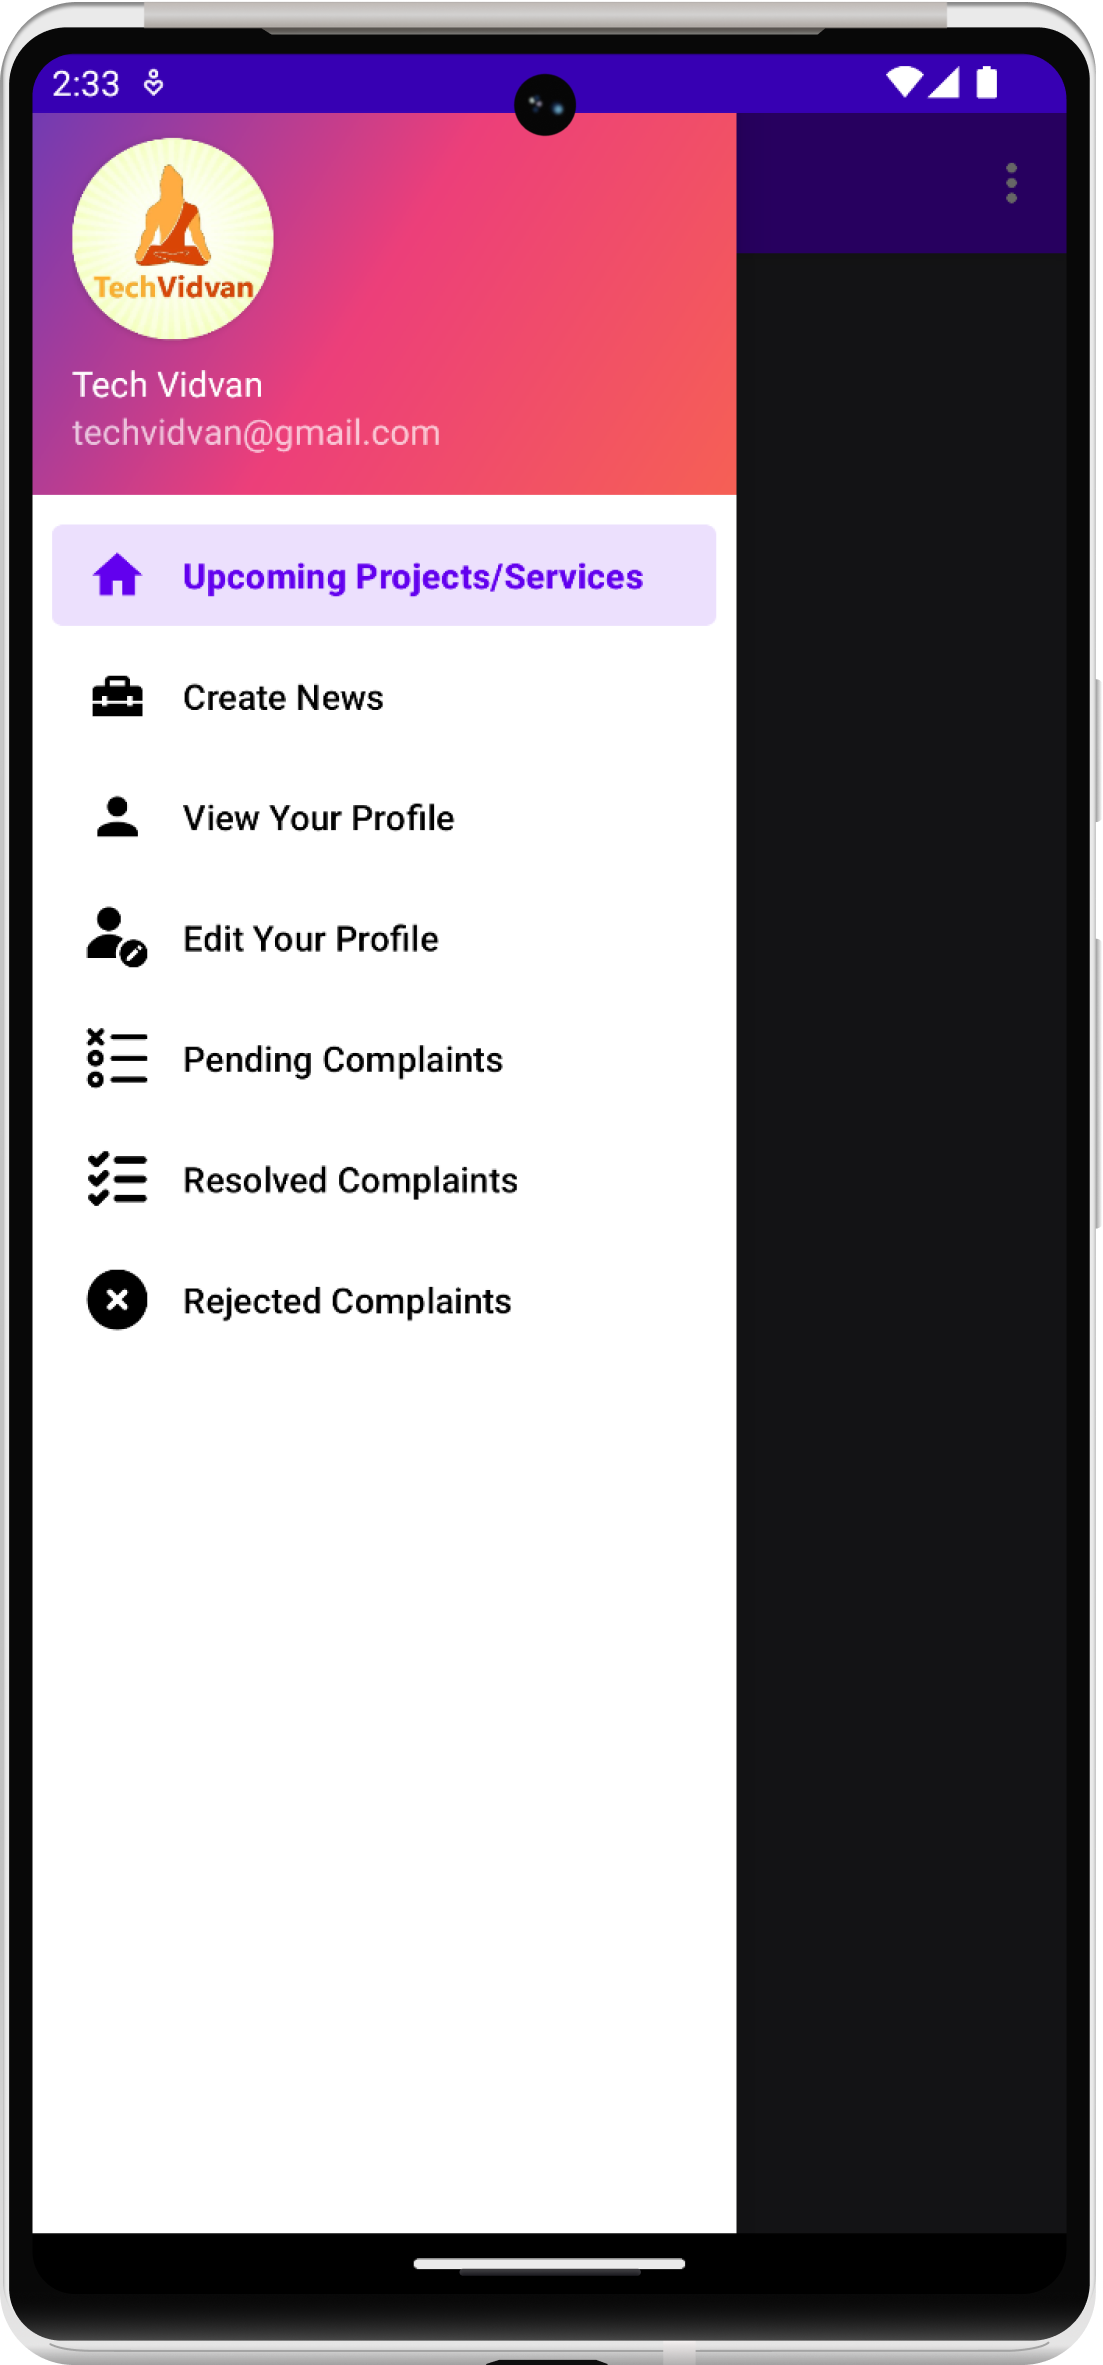 2:33
TechVidvan
Tech Vidvan
techvidvan@gmail.com
Upcoming Projects/Services
Create News
View Your Profile
Edit Your Profile
Pending Complaints
Resolved Complaints
Rejected Complaints